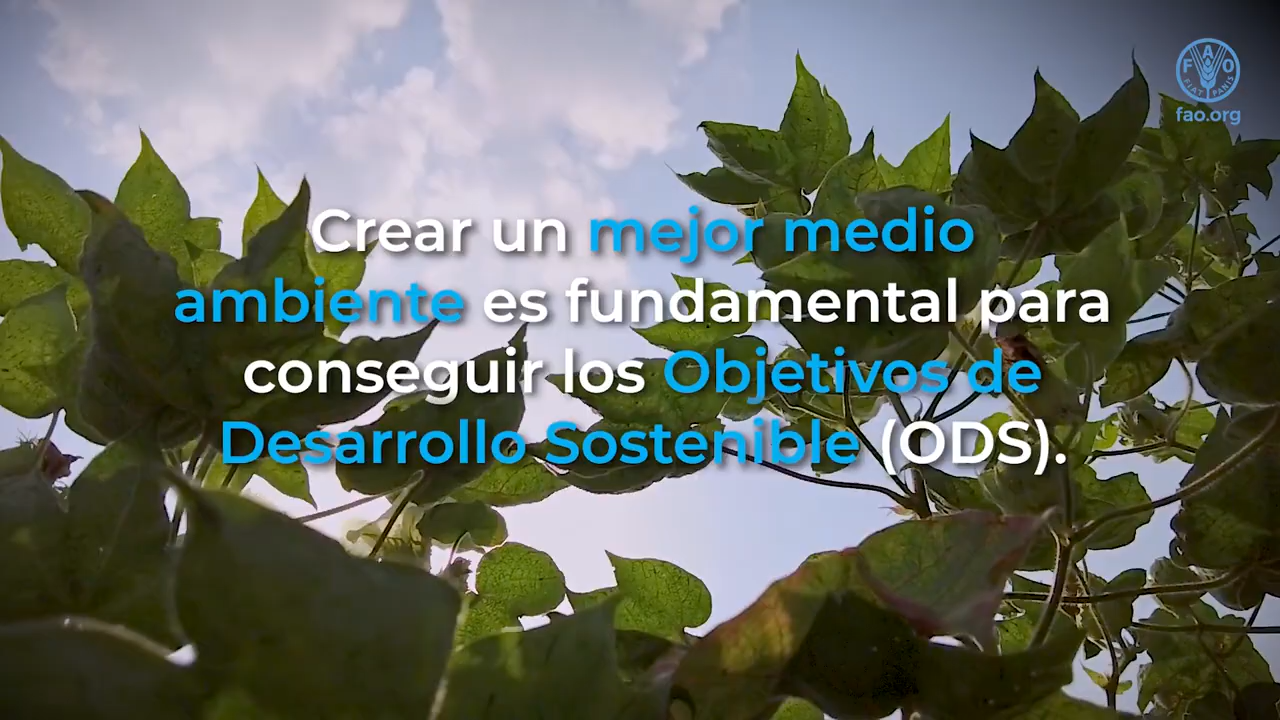 FAO
FIAT PANIS
fao.org
Crear un mejor medio
ambiente es fundamental para
conseguir los Objetivos de
Desarrollo Sostenible (ODS).